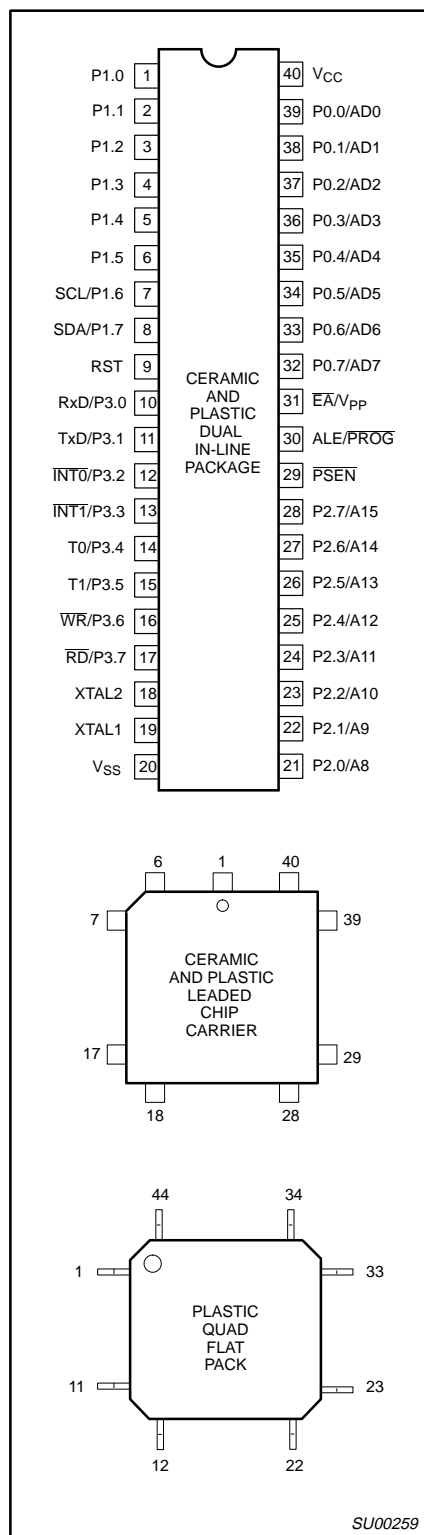 P1.0 1 40 VCC
P1.1 2 39 P0.0/AD0
P1.2 3 38 P0.1/AD1
P1.3 4 37 P0.2/AD2
P1.4 5 36 P0.3/AD3
P1.5 6 35 P0.4/AD4
SCL/P1.6 7 34 P0.5/AD5
SDA/P1.7 8 33 P0.6/AD6
RST 9 32 P0.7/AD7
RxD/P3.0 10 31 E̅A̅/VPP
TxD/P3.1 11 30 ALE/P̅R̅O̅G̅
I̅N̅T̅0̅/P3.2 12 29 P̅S̅E̅N̅
I̅N̅T̅1̅/P3.3 13 28 P2.7/A15
T0/P3.4 14 27 P2.6/A14
T1/P3.5 15 26 P2.5/A13
W̅R̅/P3.6 16 25 P2.4/A12
R̅D̅/P3.7 17 24 P2.3/A11
XTAL2 18 23 P2.2/A10
XTAL1 19 22 P2.1/A9
VSS 20 21 P2.0/A8
CERAMIC
AND
PLASTIC
DUAL
IN-LINE
PACKAGE
6 1 40
7 39
CERAMIC
AND PLASTIC
LEADED
CHIP
CARRIER
17 29
18 28
44 34
1 33
PLASTIC
QUAD
FLAT
PACK
11 23
12 22
SU00259